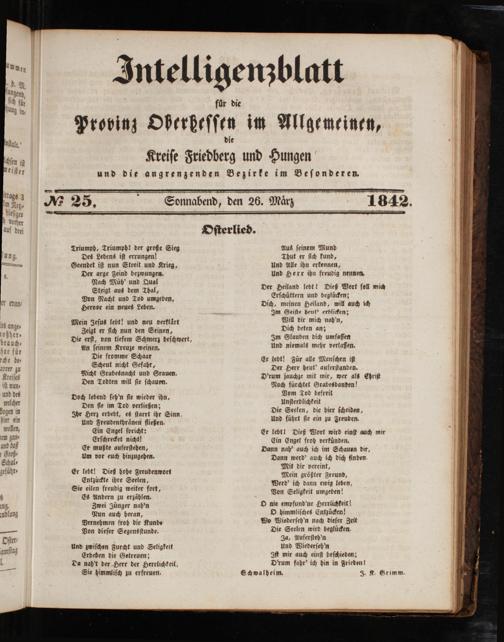 Intelligenzblatt
für die
Provinz Oberhessen im Allgemeinen,
die
Kreise Friedberg und Hungen
und die angrenzenden Bezirke im Besonderen.
№ 25. Sonnabend, den 26. März 1842.
Osterlied.
Triumph, Triumph! der große Sieg
Des Lebens ist errungen!
Geendet ist nun Streit und Krieg,
Der arge Feind bezwungen.
Nach Müh' und Qual
Steigt aus dem Thal,
Von Nacht und Tod umgeben,
Hervor ein neues Leben.
Mein Jesus lebt! und neu verklärt
Zeigt er sich nun den Seinen,
Die erst, von tiefem Schmerz beschwert,
An seinem Kreuze weinen.
Die fromme Schaar
Scheut nicht Gefahr,
Nicht Grabesnacht und Grauen.
Den Todten will sie schauen.
Doch lebend seh'n sie wieder ihn,
Den sie im Tod verließen;
Ihr Herz erbebt, es starrt ihr Sinn.
Und Freudenthränen fließen.
Ein Engel spricht:
Erschrecket nicht!
Er mußte auferstehen,
Um vor euch hinzugehen.
Er lebt! Dieß hohe Freudenwort
Entzückte ihre Seelen,
Sie eilen freudig weiter fort,
Es Andern zu erzählen.
Zwei Jünger nah'n
Nun auch heran,
Vernehmen froh die Kunde
Von dieser Segensstunde.
Und zwischen Furcht und Seligkeit
Erbeben die Getreuen;
Da nah't der Herr der Herrlichkeit,
Sie himmlisch zu erfreuen.
Aus seinem Mund
Thut er sich kund,
Und Alle ihn erkennen,
Und Herr ihn freudig nennen.
Der Heiland lebt! Dies Wort soll mich
Erschüttern und beglücken;
Dich, meinen Heiland, will auch ich
Im Geiste heut' erblicken;
Will dir mich nah'n,
Dich beten an;
Im Glauben dich umfassen
Und niemals mehr verlassen.
Er lebt! Für alle Menschen ist
Der Herr heut' auferstanden.
D'rum jauchze mit mir, wer als Christ
Noch fürchtet Grabesbanden!
Vom Tod befreit
Unsterblichkeit
Die Seelen, die hier scheiden,
Und führt sie ein zu Freuden.
Er lebt! Dieß Wort wird einst auch mir
Ein Engel froh verkünden.
Dann nah' auch ich im Schauen dir,
Dann werd' auch ich dich finden.
Mit dir vereint,
Mein größter Freund,
Werd' ich dann ewig leben,
Von Seligkeit umgeben!
O nie empfund'ne Herrlichkeit!
O himmlisches Entzücken!
Wo Wiederseh'n nach dieser Zeit
Die Seelen wird beglücken.
Ja, Aufersteh'n
Und Wiederseh'n
Ist mir auch einst beschieden;
D'rum fahr' ich hin in Frieden!
Schwalheim. J. K. Grimm.